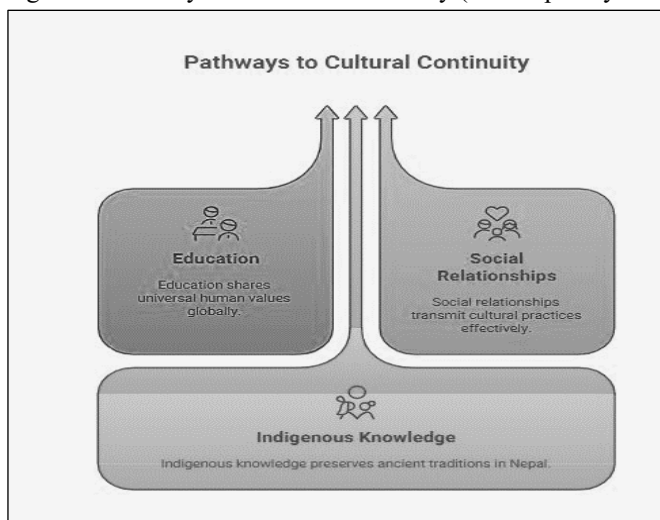 Pathways to Cultural Continuity
Education
Education shares
universal human values
globally.
Social
Relationships
Social relationships
transmit cultural practices
effectively.
Indigenous Knowledge
Indigenous knowledge preserves ancient traditions in Nepal.